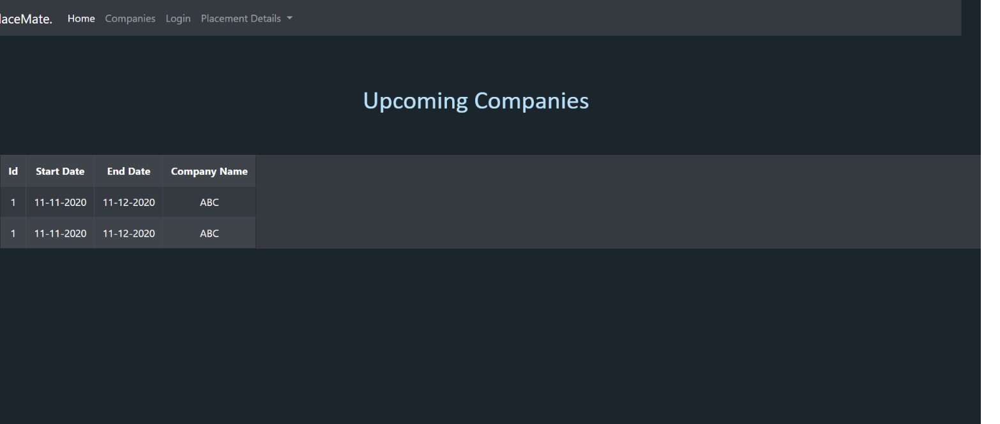 laceMate. Home Companies Login Placement Details
Upcoming Companies
Id Start Date End Date Company Name
1 11-11-2020 11-12-2020 ABC
1 11-11-2020 11-12-2020 ABC